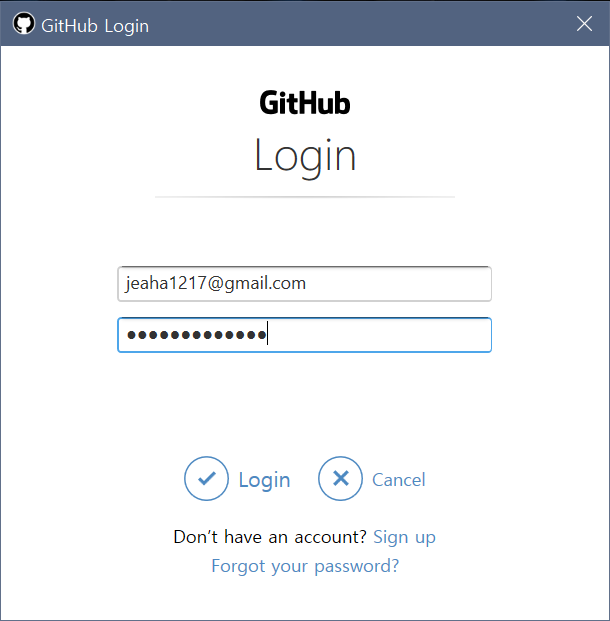 GitHub Login
GitHub
Login
jeaha1217@gmail.com
●●●●●●●●●●●●●
Login Cancel
Don't have an account? Sign up
Forgot your password?